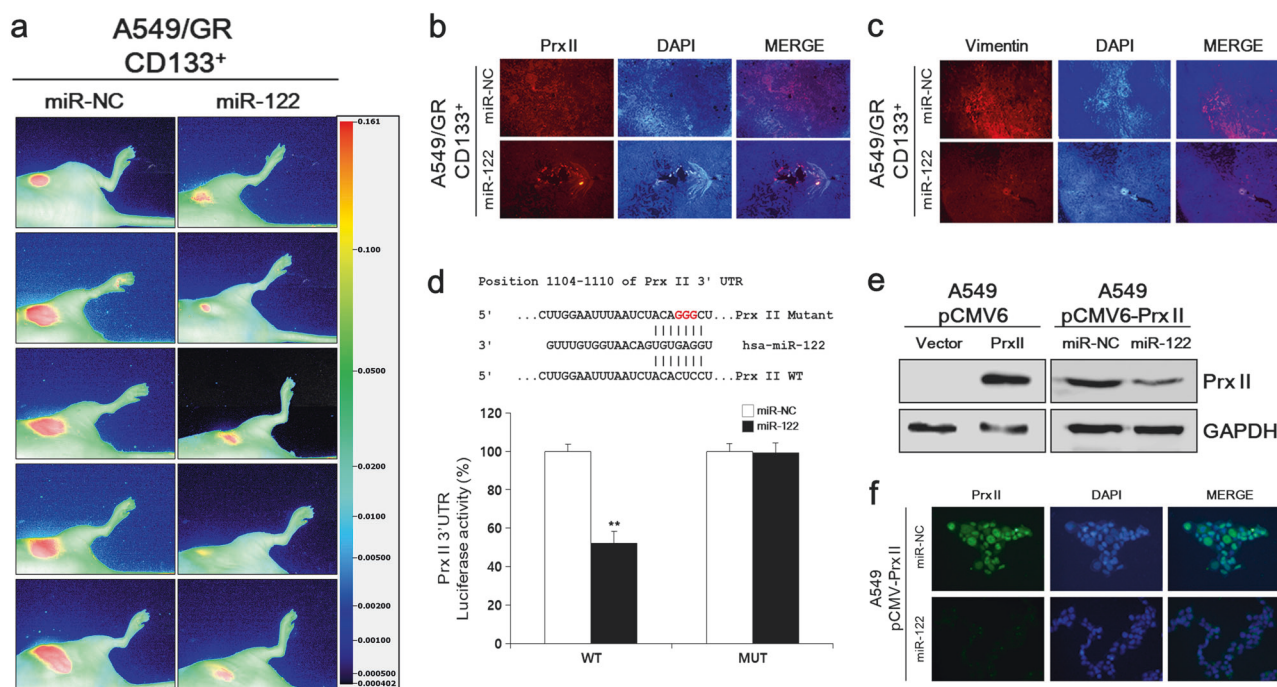 a
A549/GR
CD133+
miR-NC
miR-122
0.161
0.100
0.0500
0.0200
0.0100
0.00500
0.00200
0.00100
0.000500
0.000402
b
Prx II
DAPI
MERGE
A549/GR
CD133+
miR-NC
miR-122
c
Vimentin
DAPI
MERGE
A549/GR
CD133+
miR-NC
miR-122
d
Position 1104-1110 of Prx II 3' UTR
5' ...CUUGGAAUUUAAUCUACAGGGCU...Prx II Mutant
3' GUUUGUGGUAACAGUGUGAGGU hsa-miR-122
5' ...CUUGGAAUUUAAUCUACACUCCU...Prx II WT
Prx II 3'UTR
Luciferase activity (%)
120
100
80
60
40
20
0
miR-NC
miR-122
**
WT
MUT
e
A549
pCMV6
A549
pCMV6-Prx II
Vector
PrxII
miR-NC
miR-122
Prx II
GAPDH
f
Prx II
DAPI
MERGE
A549
pCMV-Prx II
miR-NC
miR-122